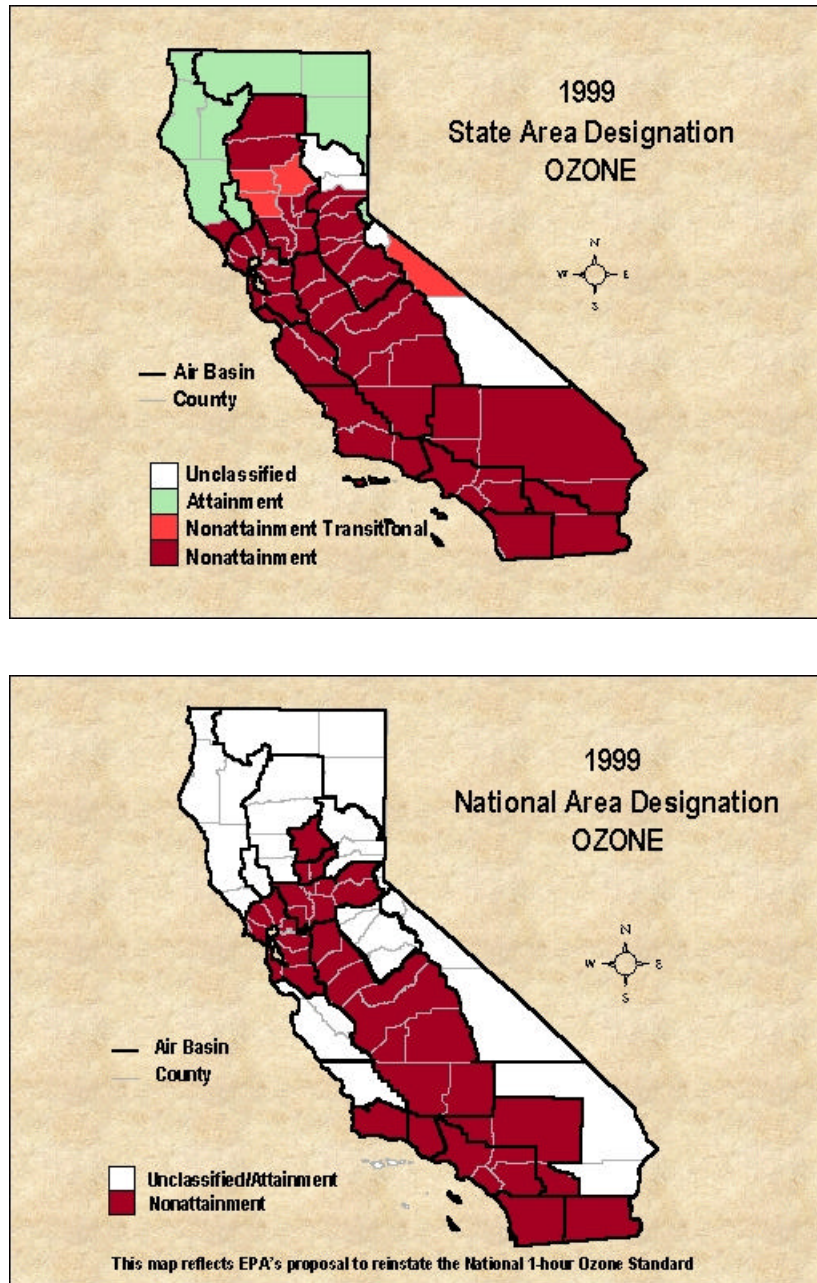 1999
State Area Designation
OZONE
N
W
E
S
Air Basin
County
Unclassified
Attainment
Nonattainment Transitional
Nonattainment
1999
National Area Designation
OZONE
N
W
E
S
Air Basin
County
Unclassified/Attainment
Nonattainment
This map reflects EPA's proposal to reinstate the National 1-hour Ozone Standard